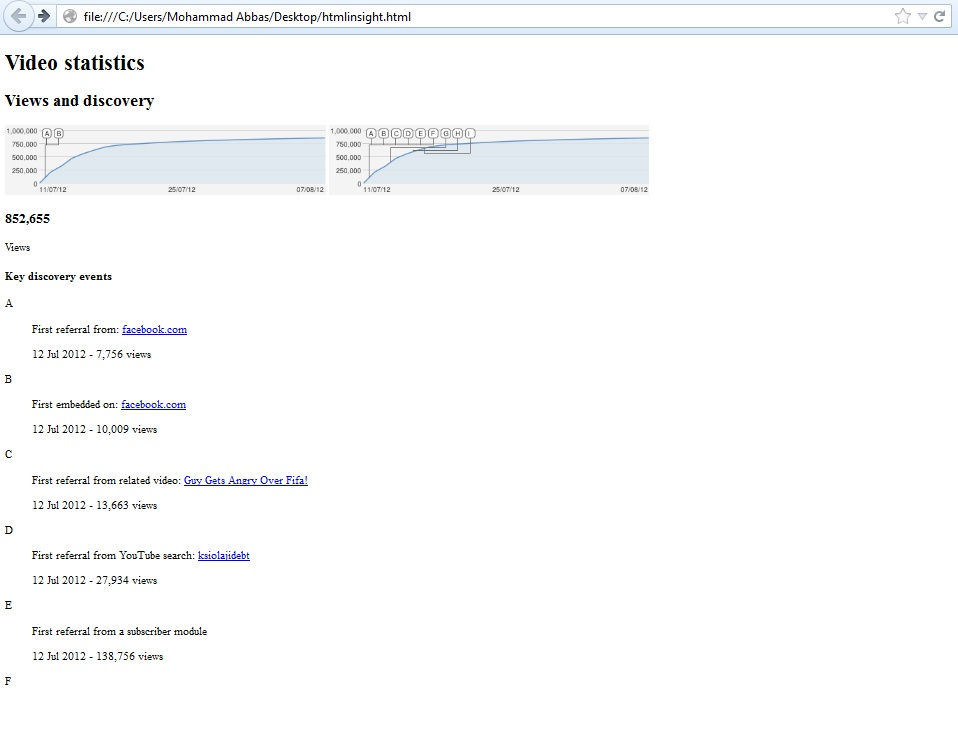 file:///C:/Users/Mohammad Abbas/Desktop/htmlinsight.html
Video statistics
Views and discovery
1,000,000 A B
750,000
500,000
250,000
0
11/07/12 25/07/12 07/08/12
1,000,000 A B C D E F G H I
750,000
500,000
250,000
0
11/07/12 25/07/12 07/08/12
852,655
Views
Key discovery events
A
First referral from: facebook.com
12 Jul 2012 - 7,756 views
B
First embedded on: facebook.com
12 Jul 2012 - 10,009 views
C
First referral from related video: Guy Gets Angry Over Fifa!
12 Jul 2012 - 13,663 views
D
First referral from YouTube search: ksiolajidebt
12 Jul 2012 - 27,934 views
E
First referral from a subscriber module
12 Jul 2012 - 138,756 views
F